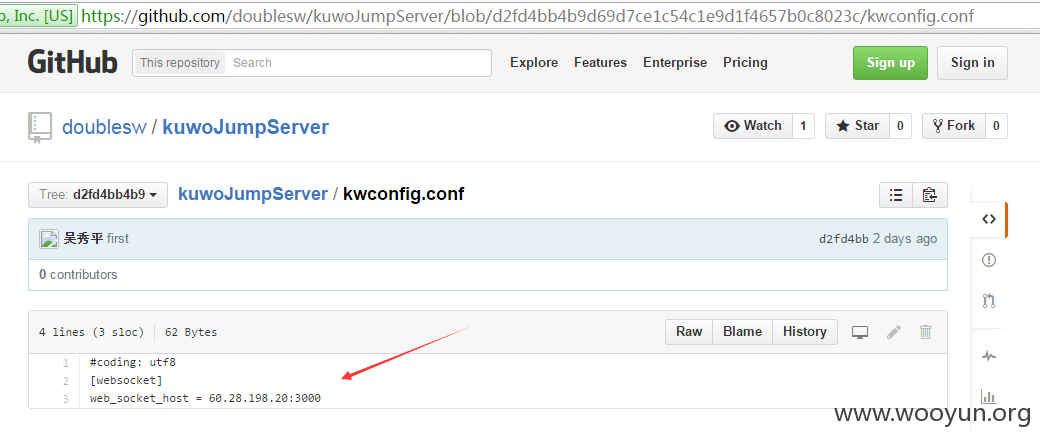 o, Inc. [US] https://github.com/doublesw/kuwoJumpServer/blob/d2fd4bb4b9d69d7ce1c54c1e9d1f4657b0c8023c/kwconfig.conf
GitHub This repository Search Explore Features Enterprise Pricing Sign up Sign in
doublesw / kuwoJumpServer Watch 1 Star 0 Fork 0
Tree: d2fd4bb4b9 kuwoJumpServer / kwconfig.conf
吴秀平 first d2fd4bb 2 days ago
0 contributors
4 lines (3 sloc) 62 Bytes Raw Blame History
1 #coding: utf8
2 [websocket]
3 web_socket_host = 60.28.198.20:3000
www.wooyun.org